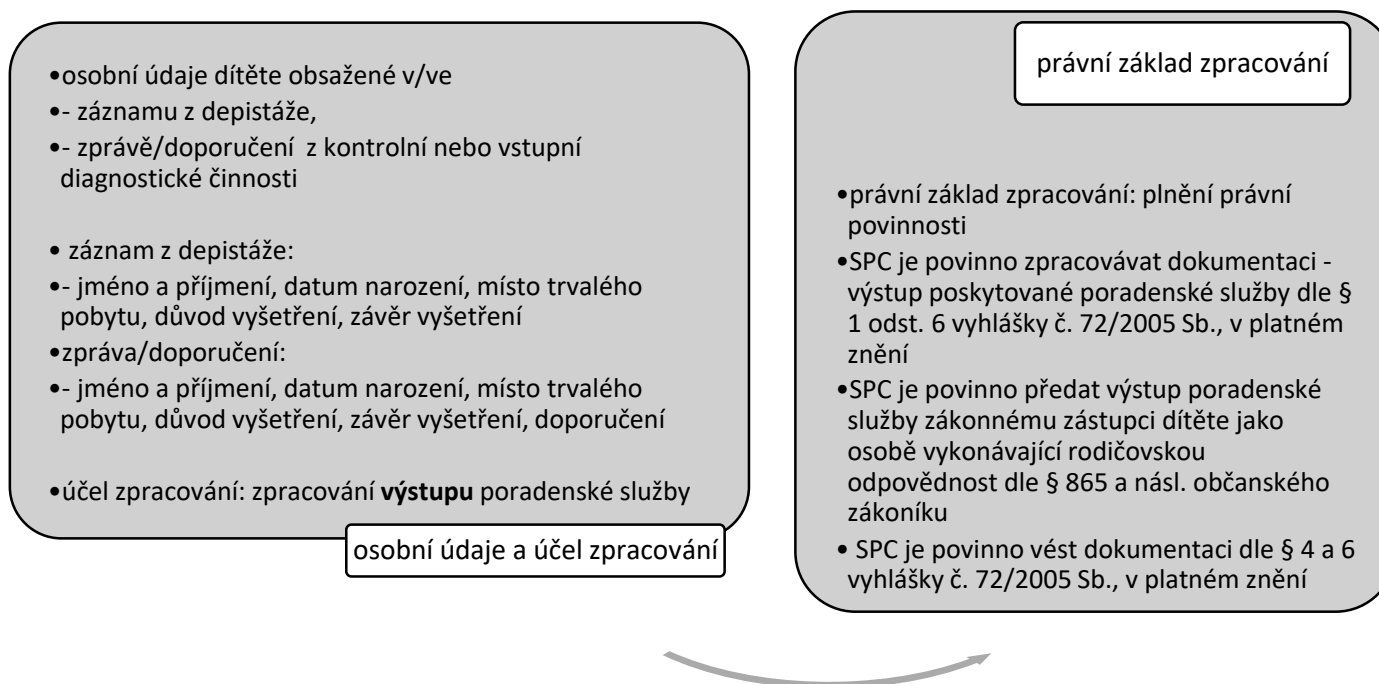 •osobní údaje dítěte obsažené v/ve
•- záznamu z depistáže,
•- zprávě/doporučení  z kontrolní nebo vstupní
diagnostické činnosti
• záznam z depistáže:
•- jméno a příjmení, datum narození, místo trvalého
pobytu, důvod vyšetření, závěr vyšetření
•zpráva/doporučení:
•- jméno a příjmení, datum narození, místo trvalého
pobytu, důvod vyšetření, závěr vyšetření, doporučení
•účel zpracování: zpracování výstupu poradenské služby
osobní údaje a účel zpracování
právní základ zpracování
•právní základ zpracování: plnění právní
povinnosti
•SPC je povinno zpracovávat dokumentaci -
výstup poskytované poradenské služby dle §
1 odst. 6 vyhlášky č. 72/2005 Sb., v platném
znění
•SPC je povinno předat výstup poradenské
služby zákonnému zástupci dítěte jako
osobě vykonávající rodičovskou
odpovědnost dle § 865 a násl. občanského
zákoníku
• SPC je povinno vést dokumentaci dle § 4 a 6
vyhlášky č. 72/2005 Sb., v platném znění